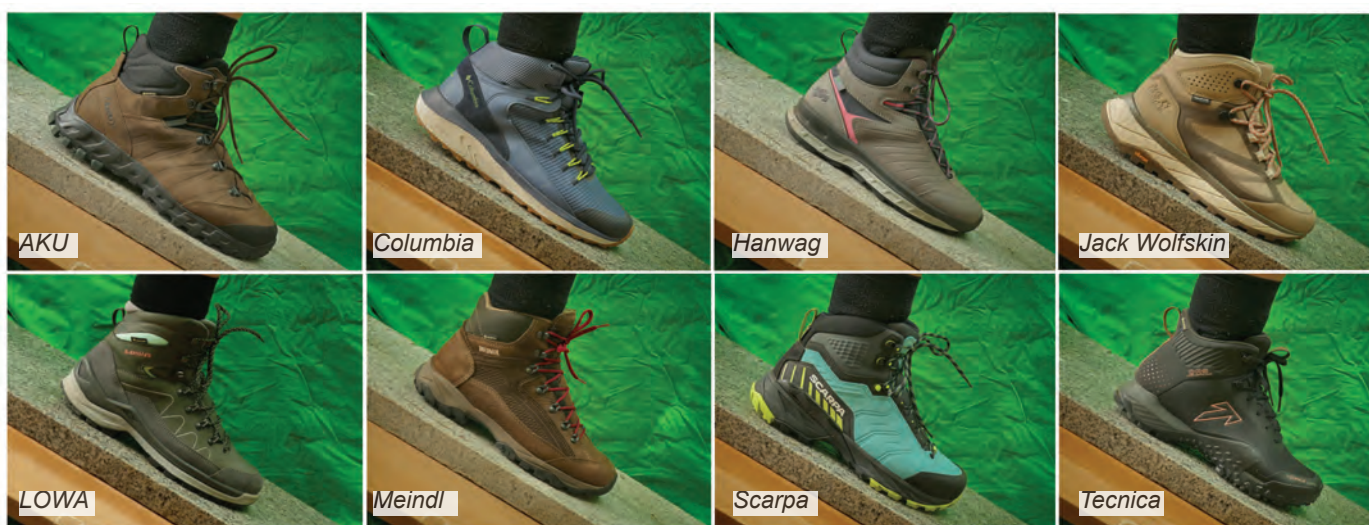 AKU
Columbia
Hanwag
Jack Wolfskin
LOWA
Meindl
SCARPA
Scarpa
Tecnica